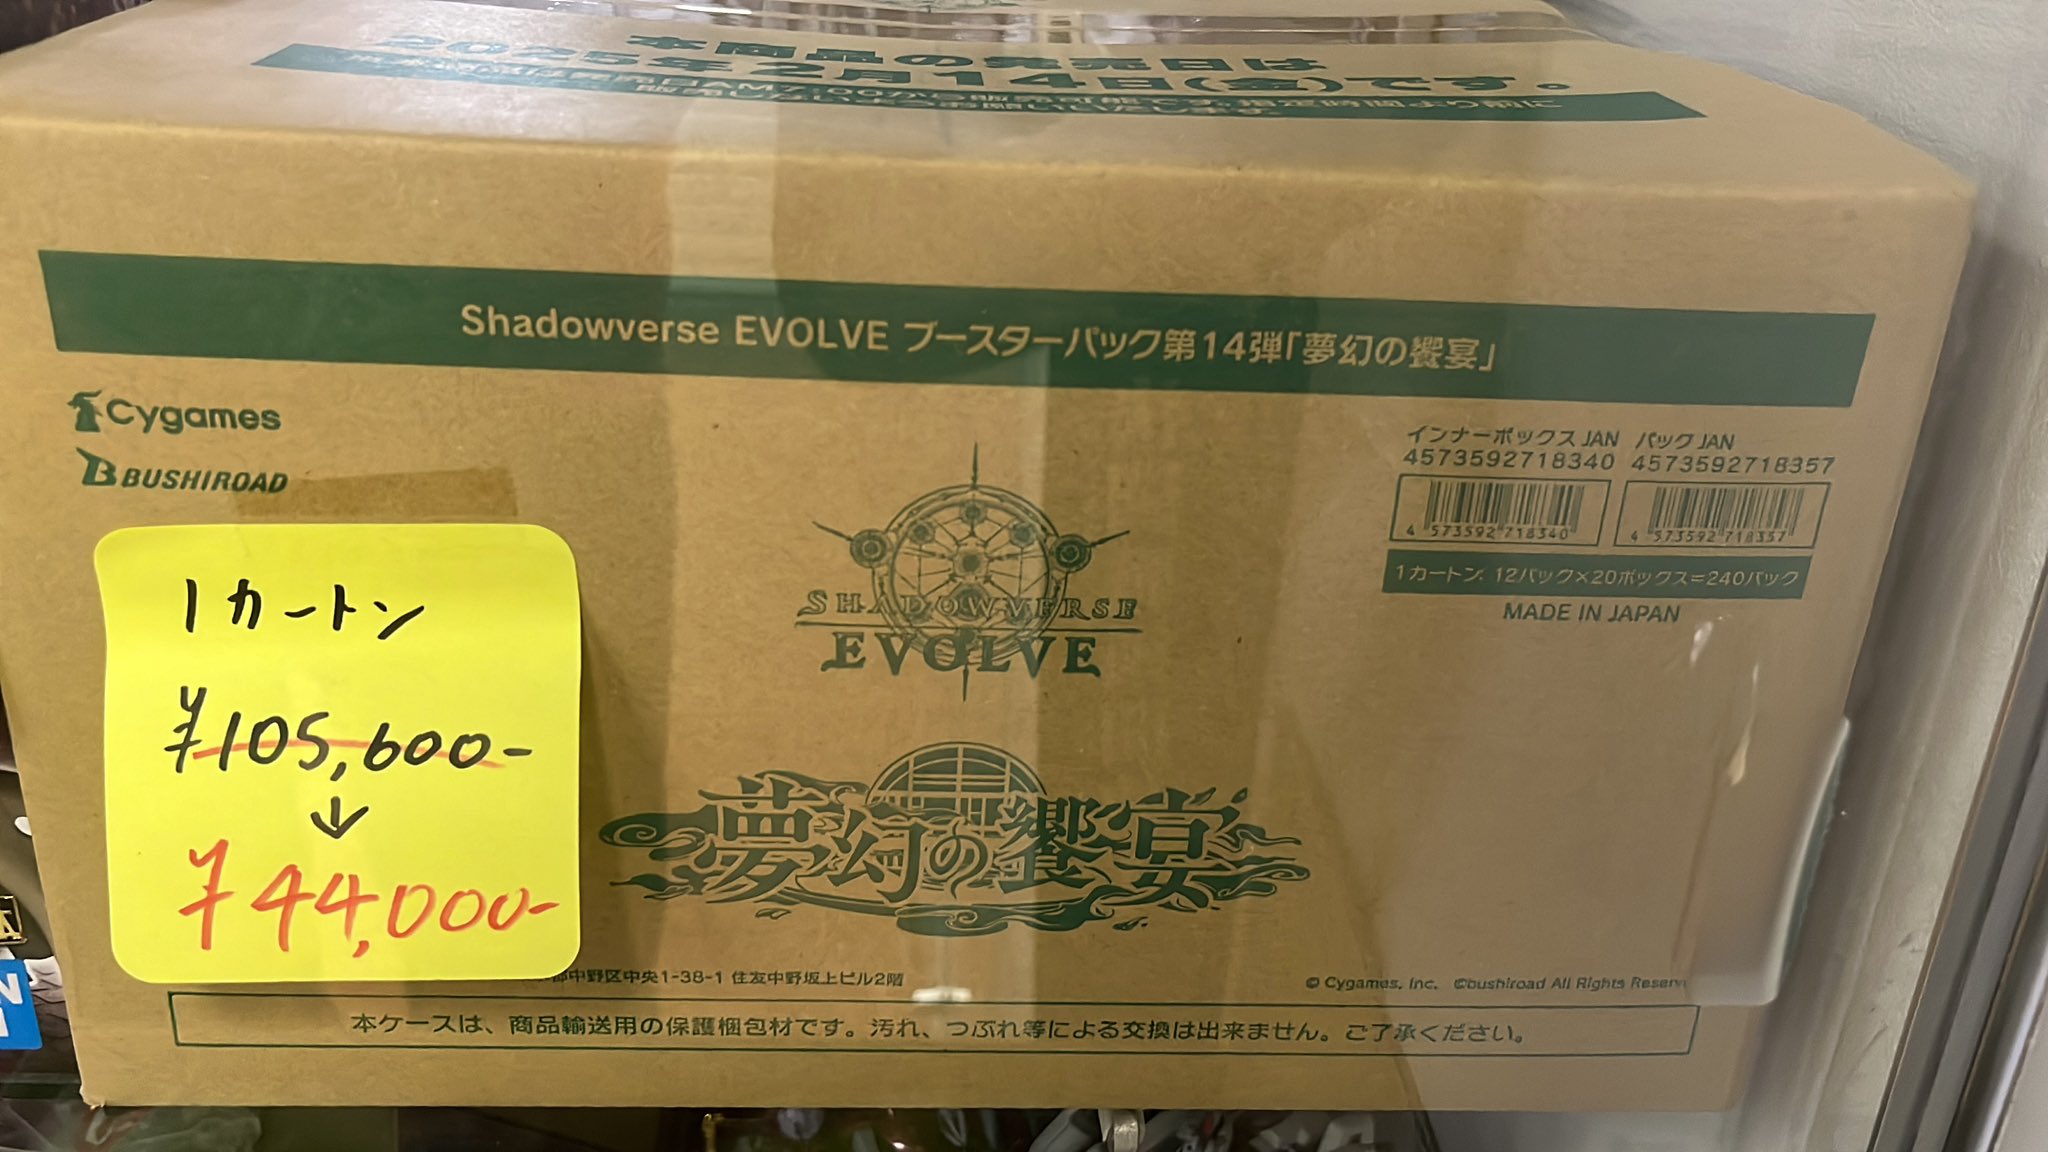 本商品の発売日は
2025年2月14日(金)です。
Shadowverse EVOLVE ブースターパック第14弾「夢幻の饗宴」
Cygames
BUSHIROAD
インナーボックスJAN パックJAN
4573592718340 4573592718357
4 573592 718340 4 573592 718357
1カートン: 12パック×20ボックス=240パック
MADE IN JAPAN
SHADOWVERSE
EVOLVE
夢幻の饗宴
1カートン
¥105,600-
↓
¥44,000-
中野区中央1-38-1 住友中野坂上ビル2階
© Cygames, Inc. ©bushiroad All Rights Reserv
本ケースは、商品輸送用の保護梱包材です。汚れ、つぶれ等による交換は出来ません。ご了承ください。